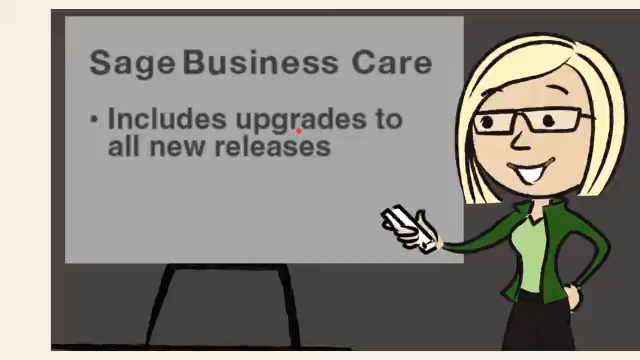 Sage Business Care
• Includes upgrades to
all new releases